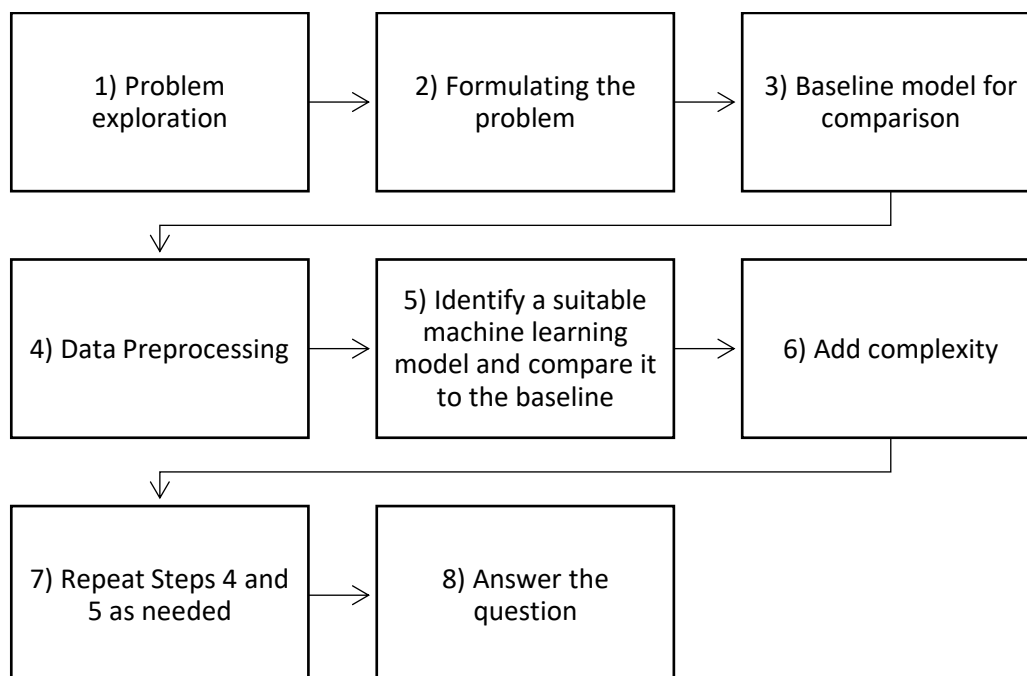 1) Problem
exploration
2) Formulating the
problem
3) Baseline model for
comparison
4) Data Preprocessing
5) Identify a suitable
machine learning
model and compare it
to the baseline
6) Add complexity
7) Repeat Steps 4 and
5 as needed
8) Answer the
question